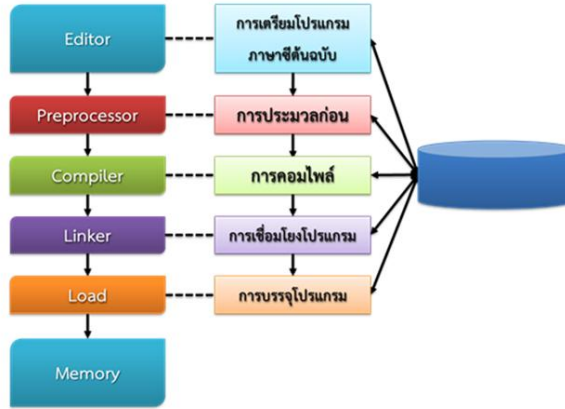 Editor
การเตรียมโปรแกรม
ภาษาซีต้นฉบับ
Preprocessor
การประมวลก่อน
Compiler
การคอมไพล์
Linker
การเชื่อมโยงโปรแกรม
Load
การบรรจุโปรแกรม
Memory